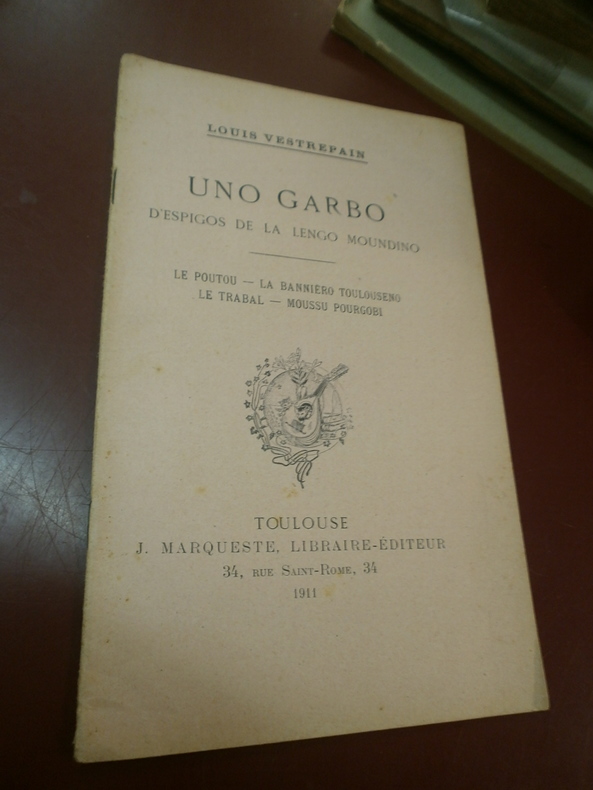 LOUIS VESTREPAIN
UNO GARBO
D'ESPIGOS DE LA LENGO MOUNDINO
LE POUTOU — LA BANNIÈRO TOULOUSENO
LE TRABAL — MOUSSU POURGOBI
TOULOUSE
J. MARQUESTE, LIBRAIRE-ÉDITEUR
34, RUE SAINT-ROME, 34
1911